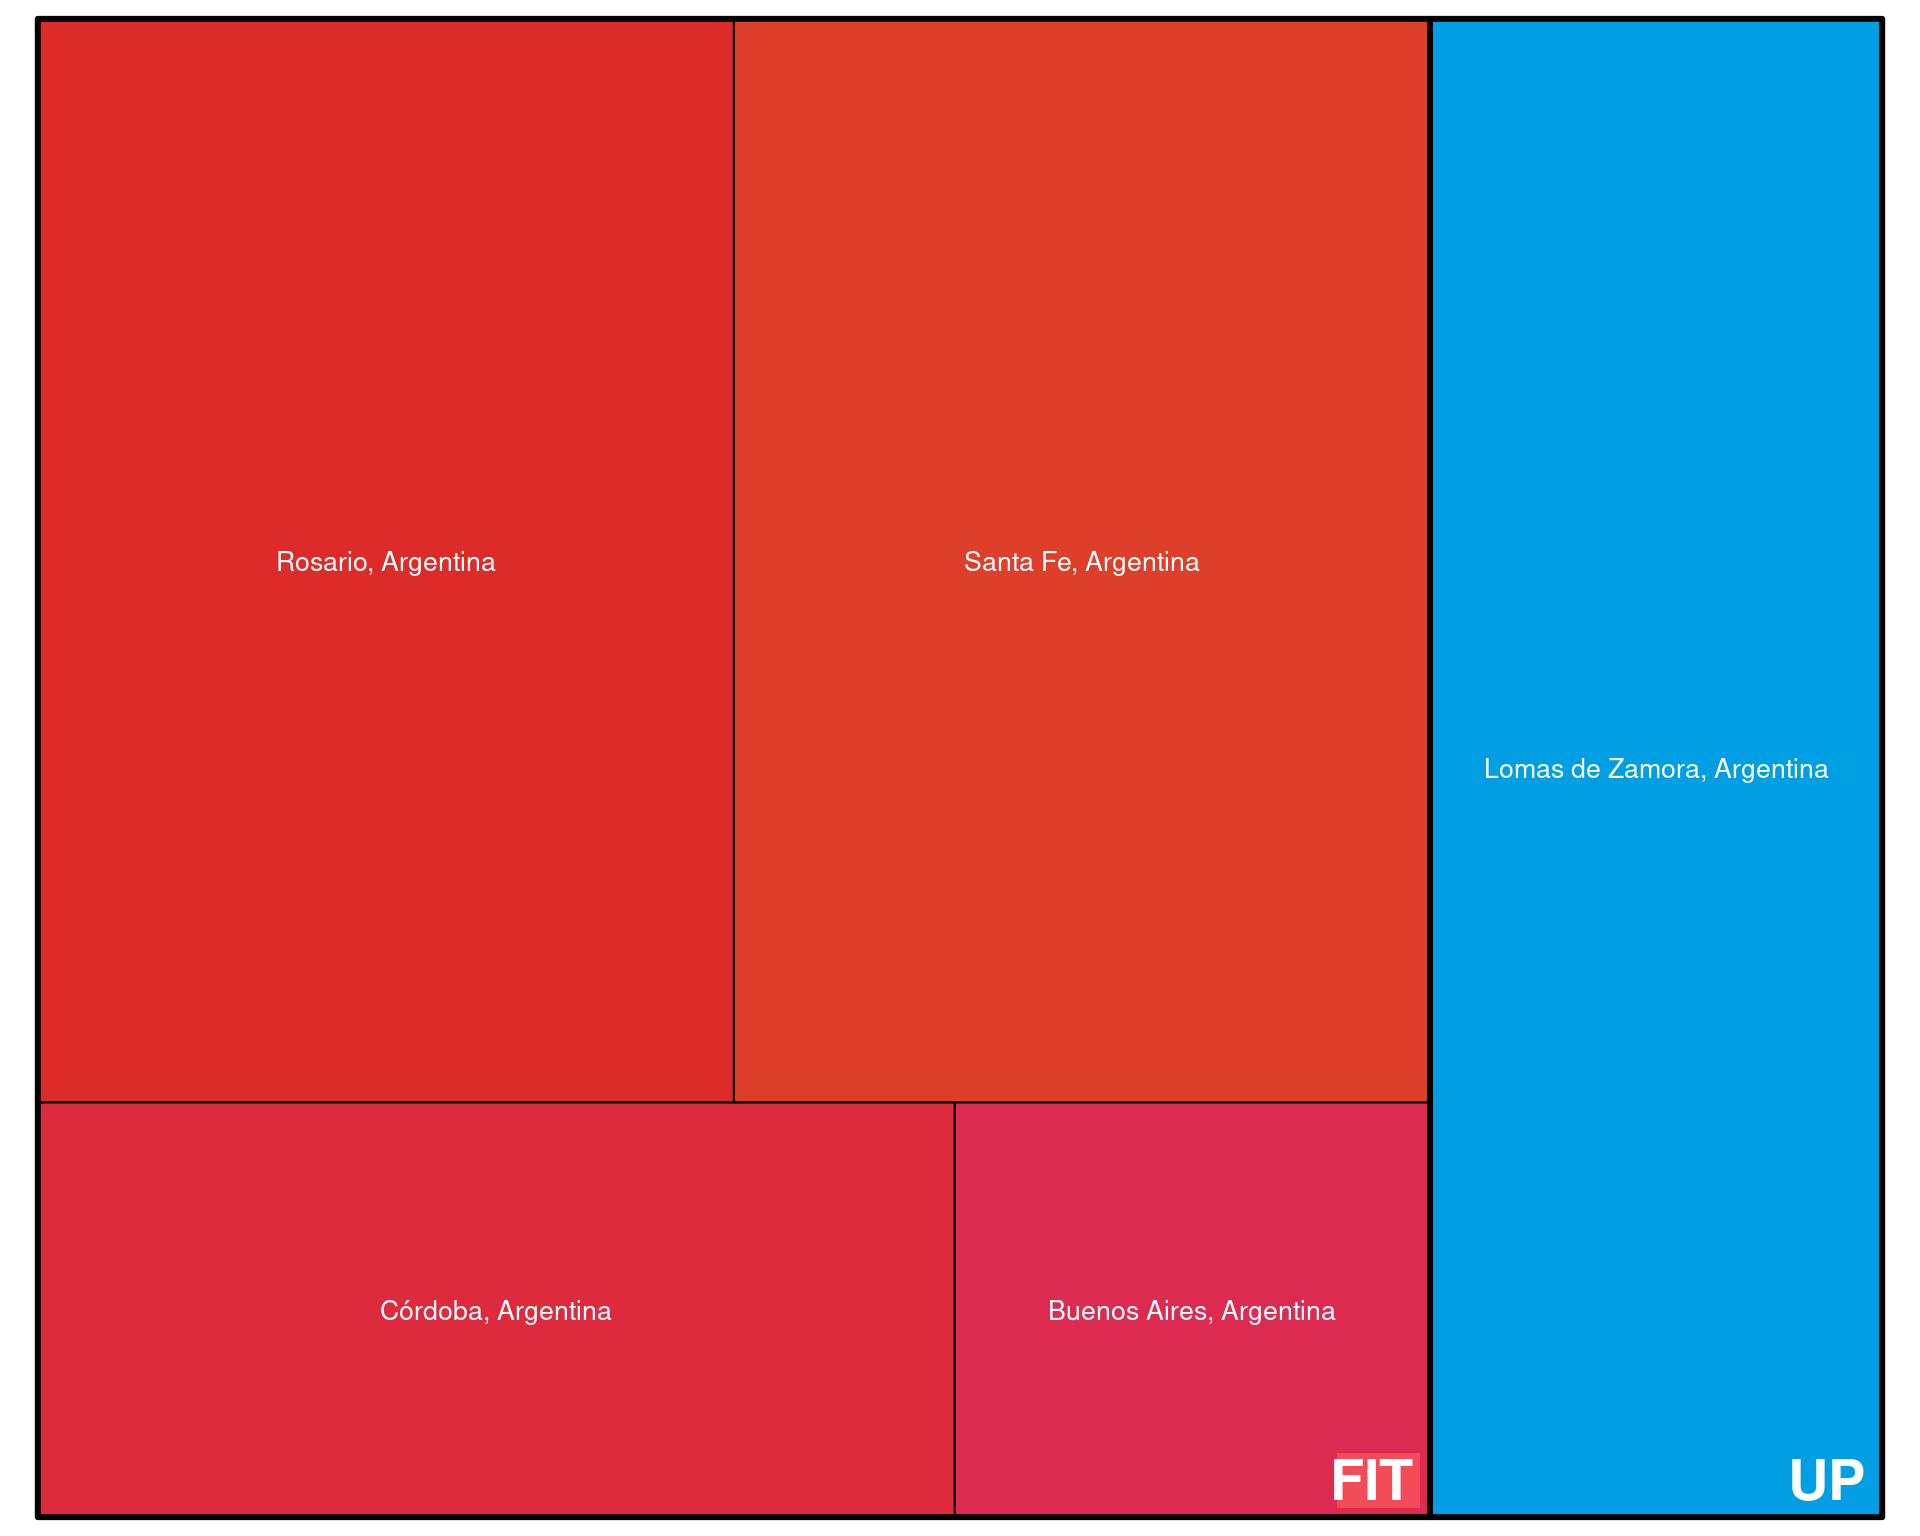 Rosario, Argentina
Santa Fe, Argentina
Lomas de Zamora, Argentina
Córdoba, Argentina
Buenos Aires, Argentina
FIT
UP